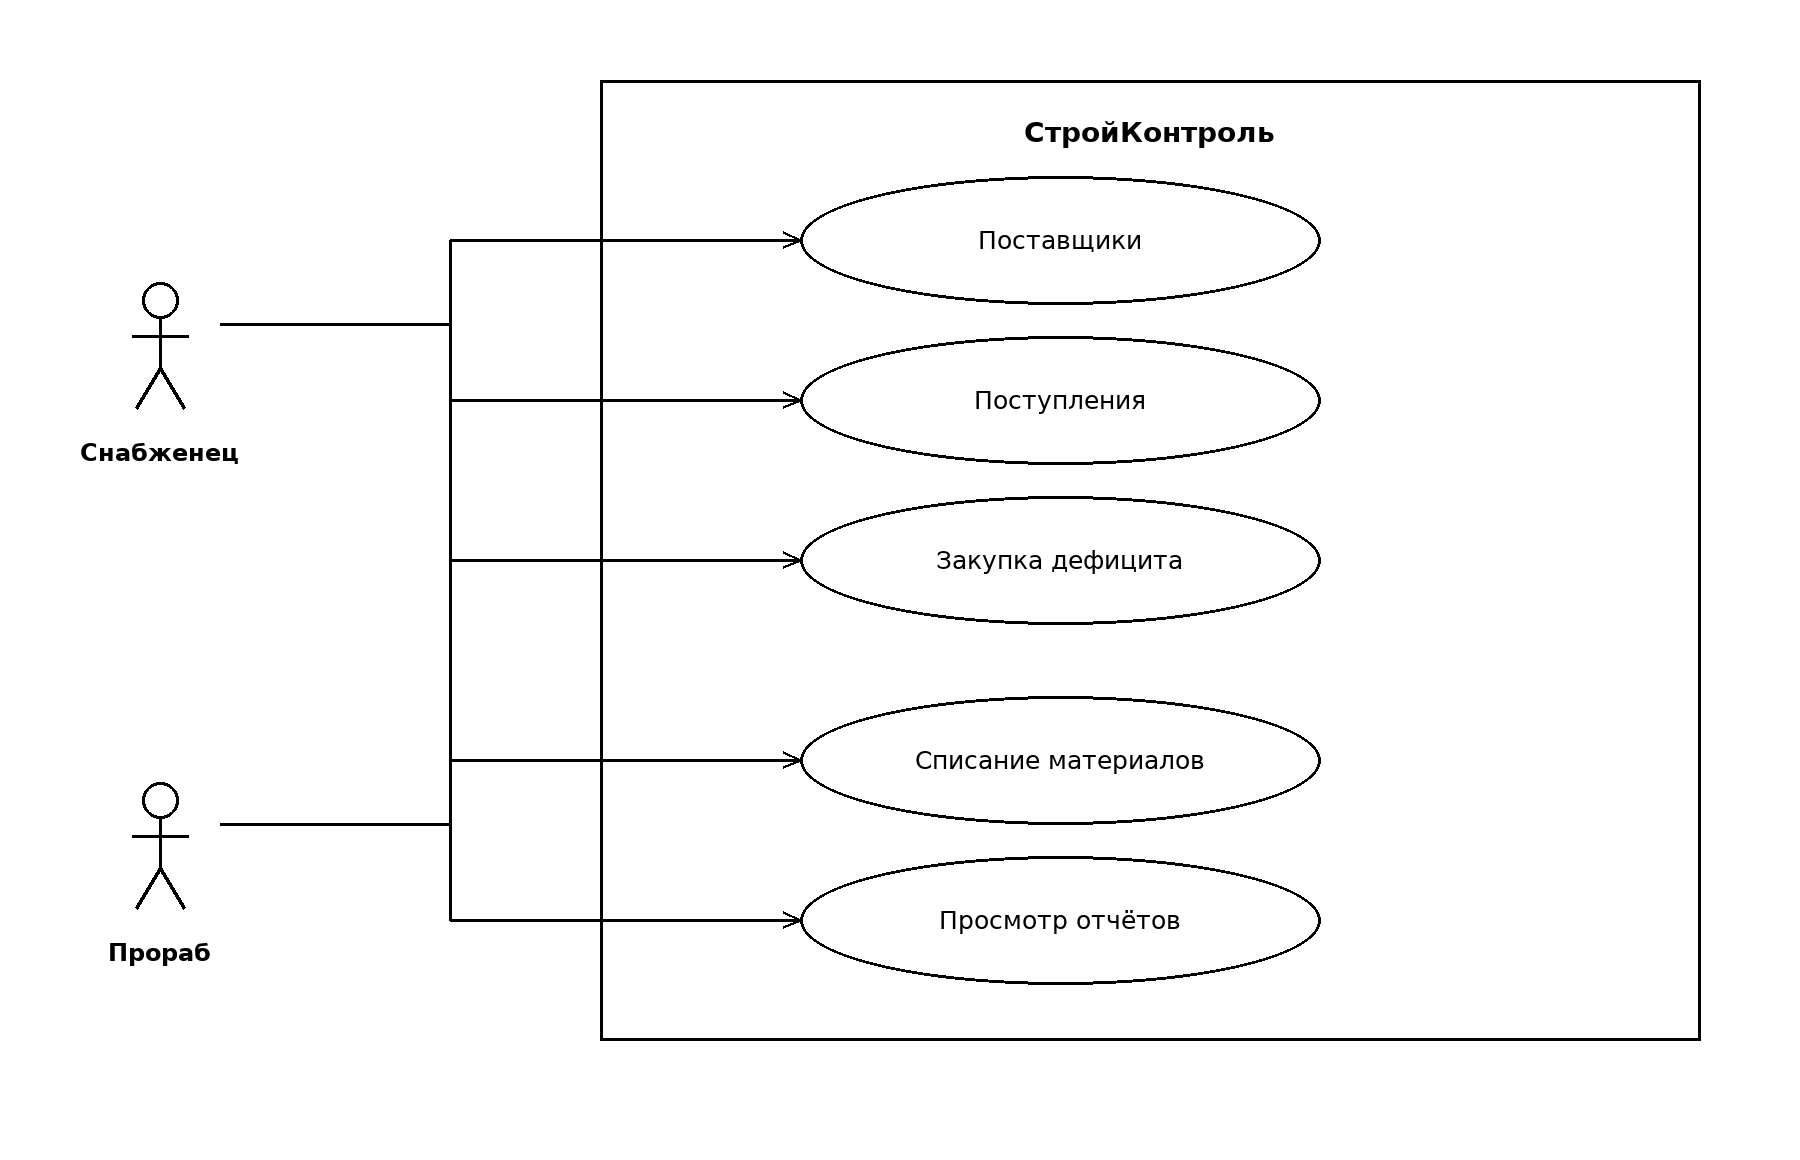 СтройКонтроль
Поставщики
Поступления
Снабженец
Закупка дефицита
Списание материалов
Просмотр отчётов
Прораб